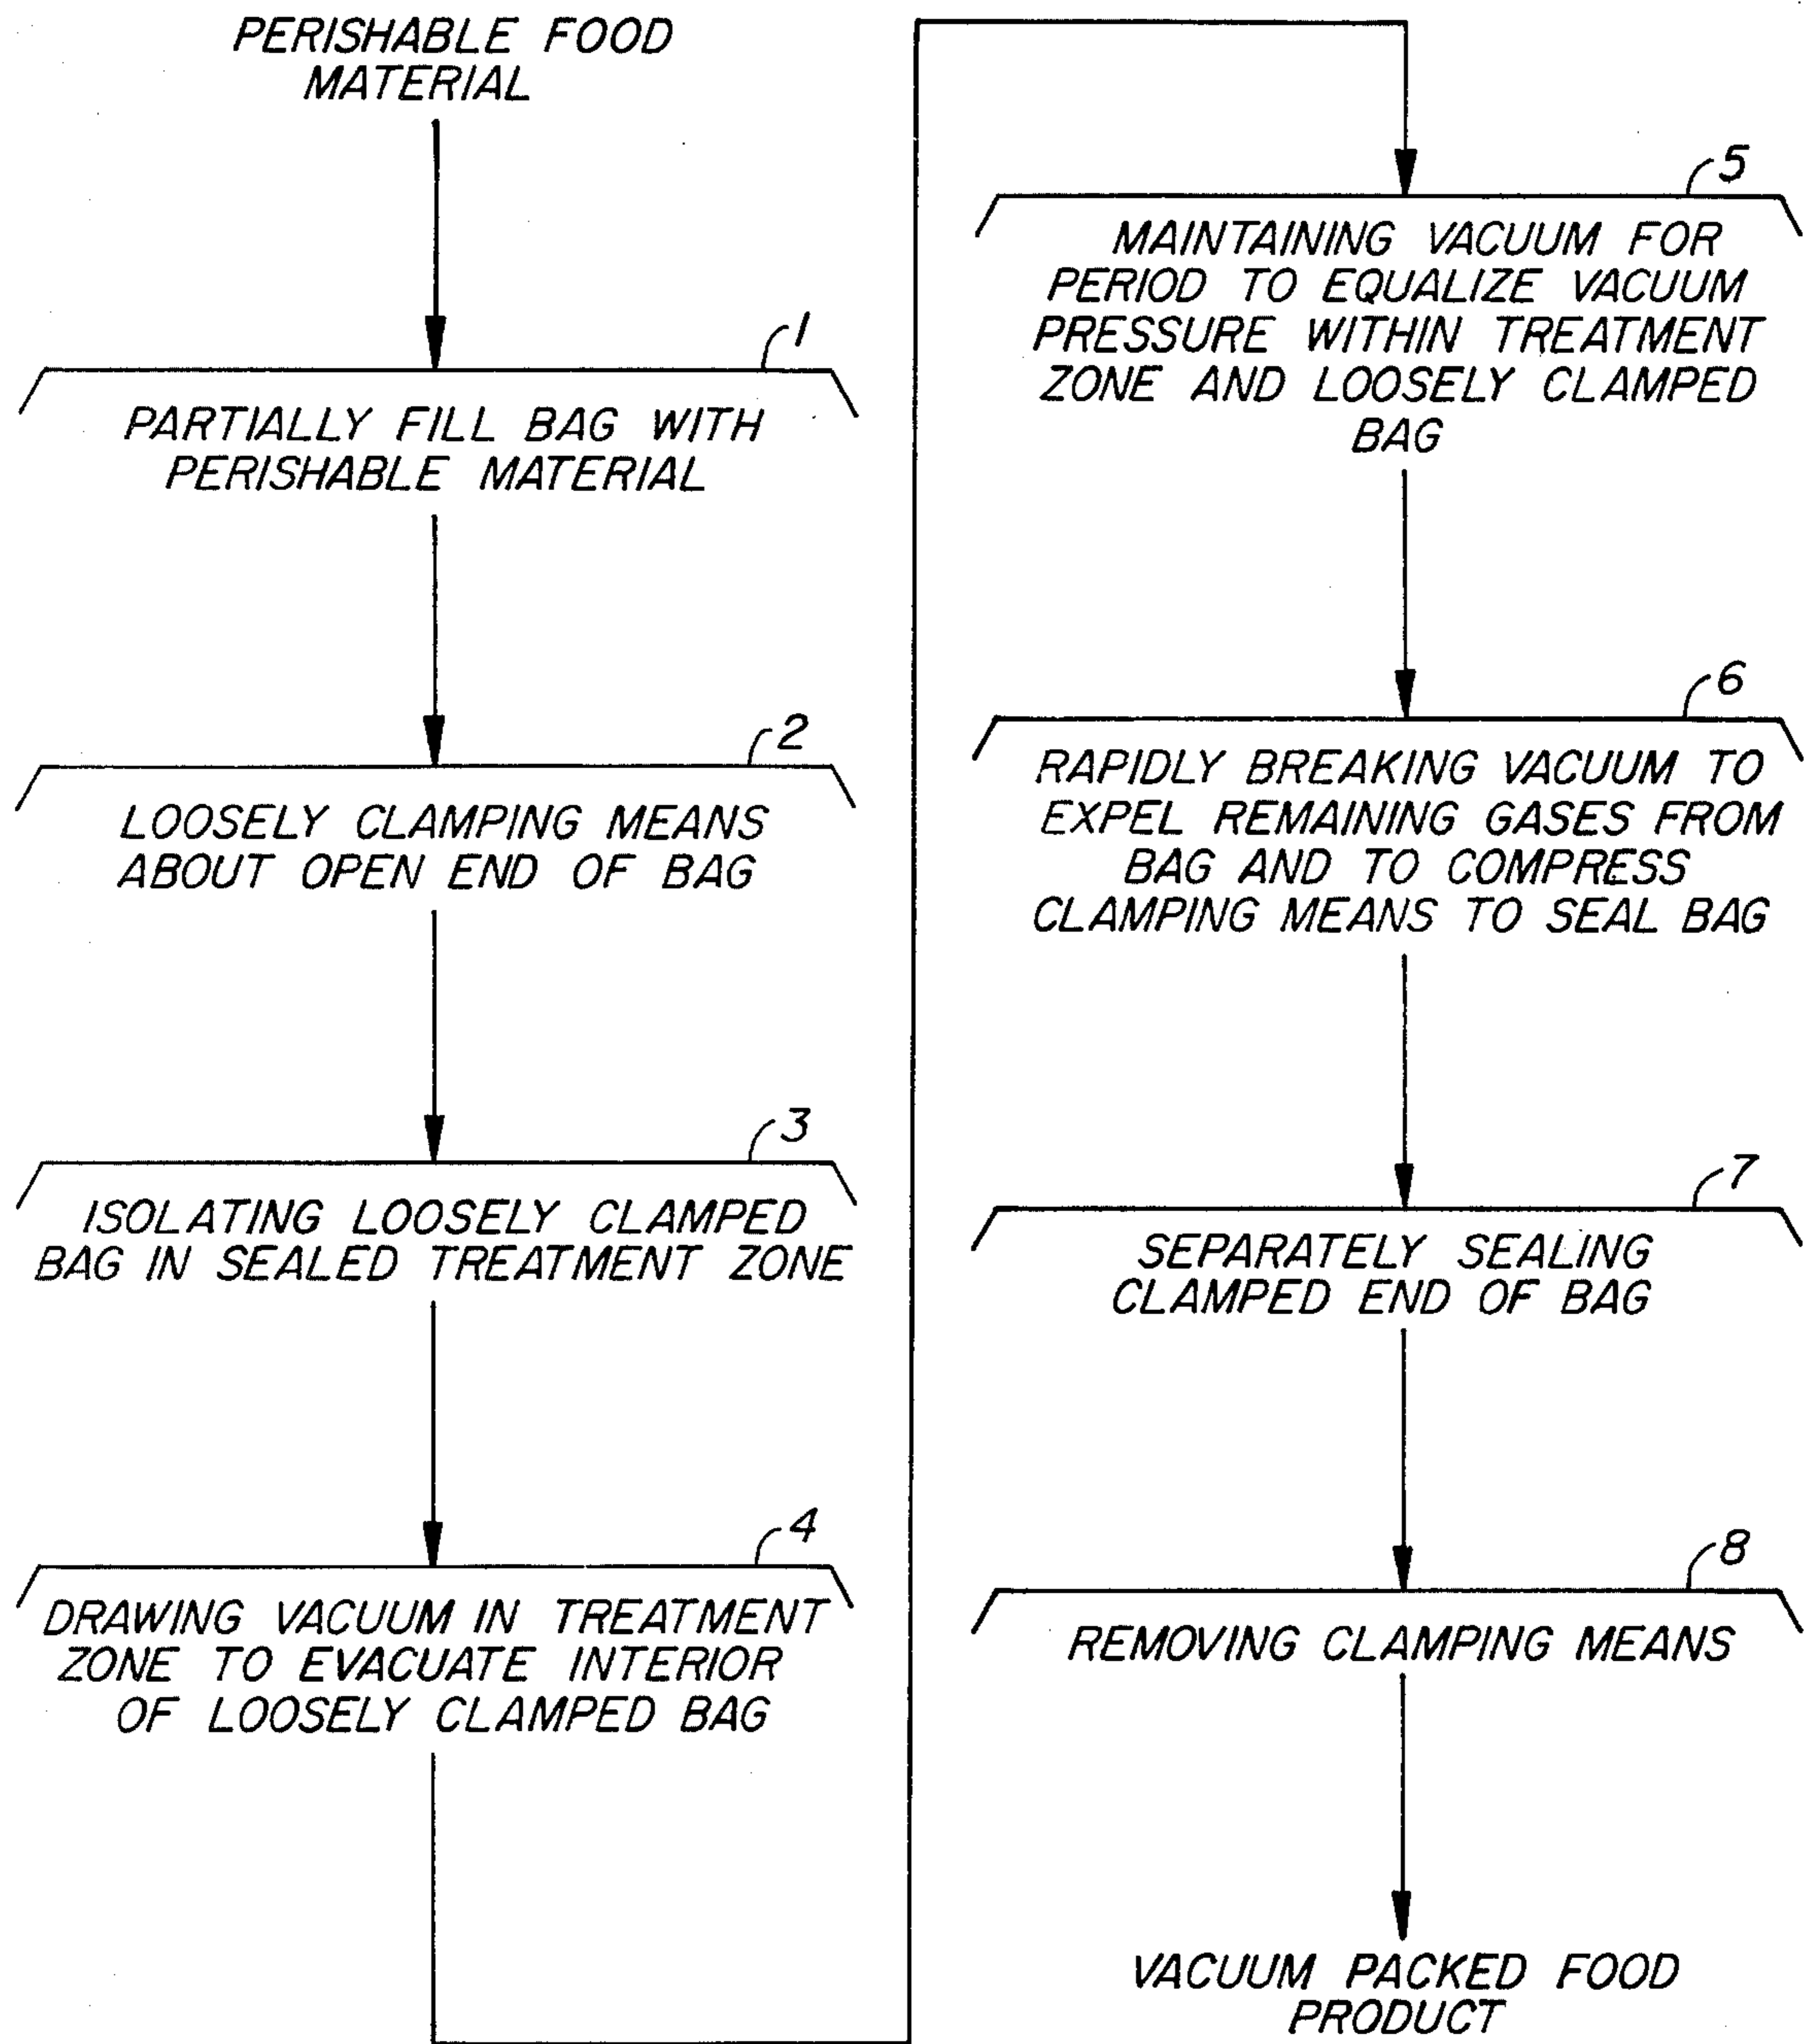 PERISHABLE FOOD
MATERIAL
1
PARTIALLY FILL BAG WITH
PERISHABLE MATERIAL
2
LOOSELY CLAMPING MEANS
ABOUT OPEN END OF BAG
3
ISOLATING LOOSELY CLAMPED
BAG IN SEALED TREATMENT ZONE
4
DRAWING VACUUM IN TREATMENT
ZONE TO EVACUATE INTERIOR
OF LOOSELY CLAMPED BAG
5
MAINTAINING VACUUM FOR
PERIOD TO EQUALIZE VACUUM
PRESSURE WITHIN TREATMENT
ZONE AND LOOSELY CLAMPED
BAG
6
RAPIDLY BREAKING VACUUM TO
EXPEL REMAINING GASES FROM
BAG AND TO COMPRESS
CLAMPING MEANS TO SEAL BAG
7
SEPARATELY SEALING
CLAMPED END OF BAG
8
REMOVING CLAMPING MEANS
VACUUM PACKED FOOD
PRODUCT